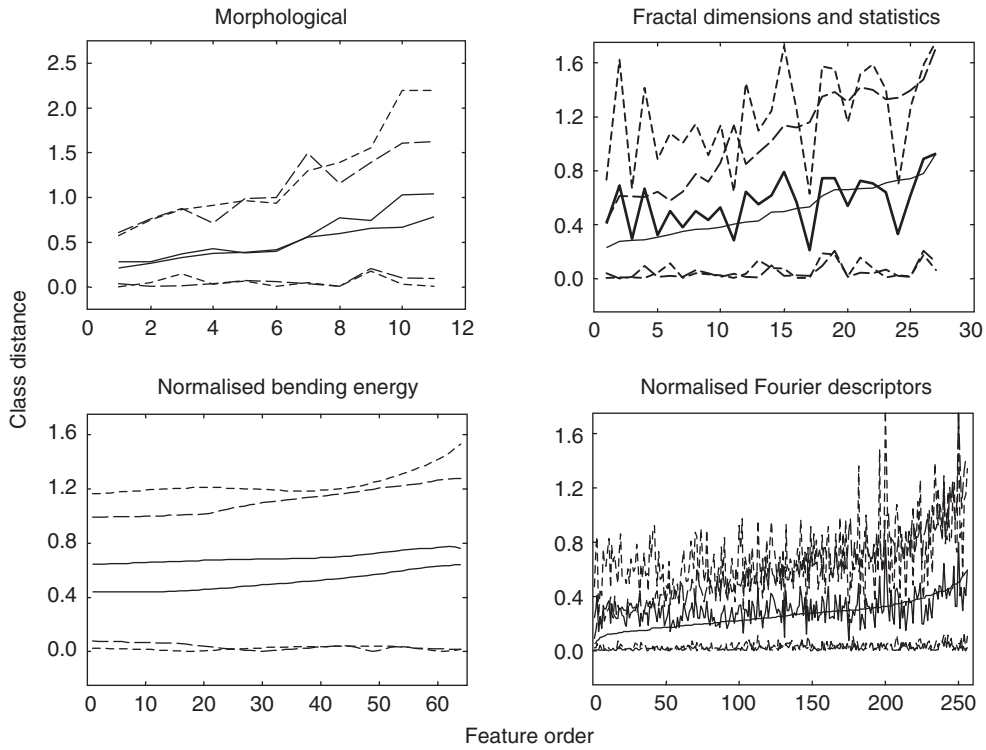 Morphological
2.5
2.0
1.5
1.0
0.5
0.0
0 2 4 6 8 10 12
Fractal dimensions and statistics
1.6
1.2
0.8
0.4
0.0
0 5 10 15 20 25 30
Class distance
Normalised bending energy
1.6
1.2
0.8
0.4
0.0
0 10 20 30 40 50 60
Normalised Fourier descriptors
1.6
1.2
0.8
0.4
0.0
0 50 100 150 200 250
Feature order